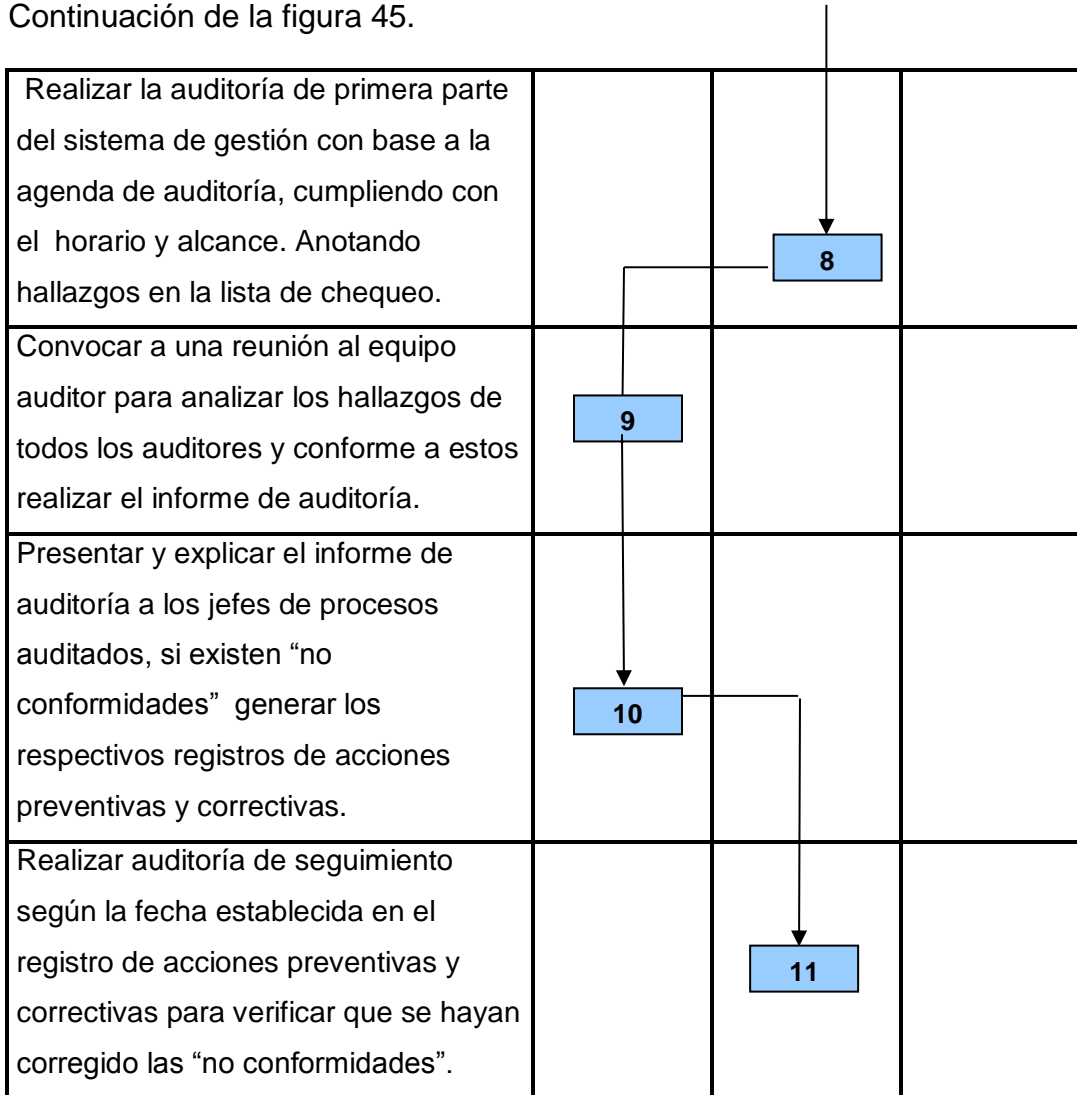 Continuación de la figura 45.
Realizar la auditoría de primera parte
del sistema de gestión con base a la
agenda de auditoría, cumpliendo con
el horario y alcance. Anotando
hallazgos en la lista de chequeo.
8
Convocar a una reunión al equipo
auditor para analizar los hallazgos de
todos los auditores y conforme a estos
realizar el informe de auditoría.
9
Presentar y explicar el informe de
auditoría a los jefes de procesos
auditados, si existen “no
conformidades” generar los
respectivos registros de acciones
preventivas y correctivas.
10
Realizar auditoría de seguimiento
según la fecha establecida en el
registro de acciones preventivas y
correctivas para verificar que se hayan
corregido las “no conformidades”.
11